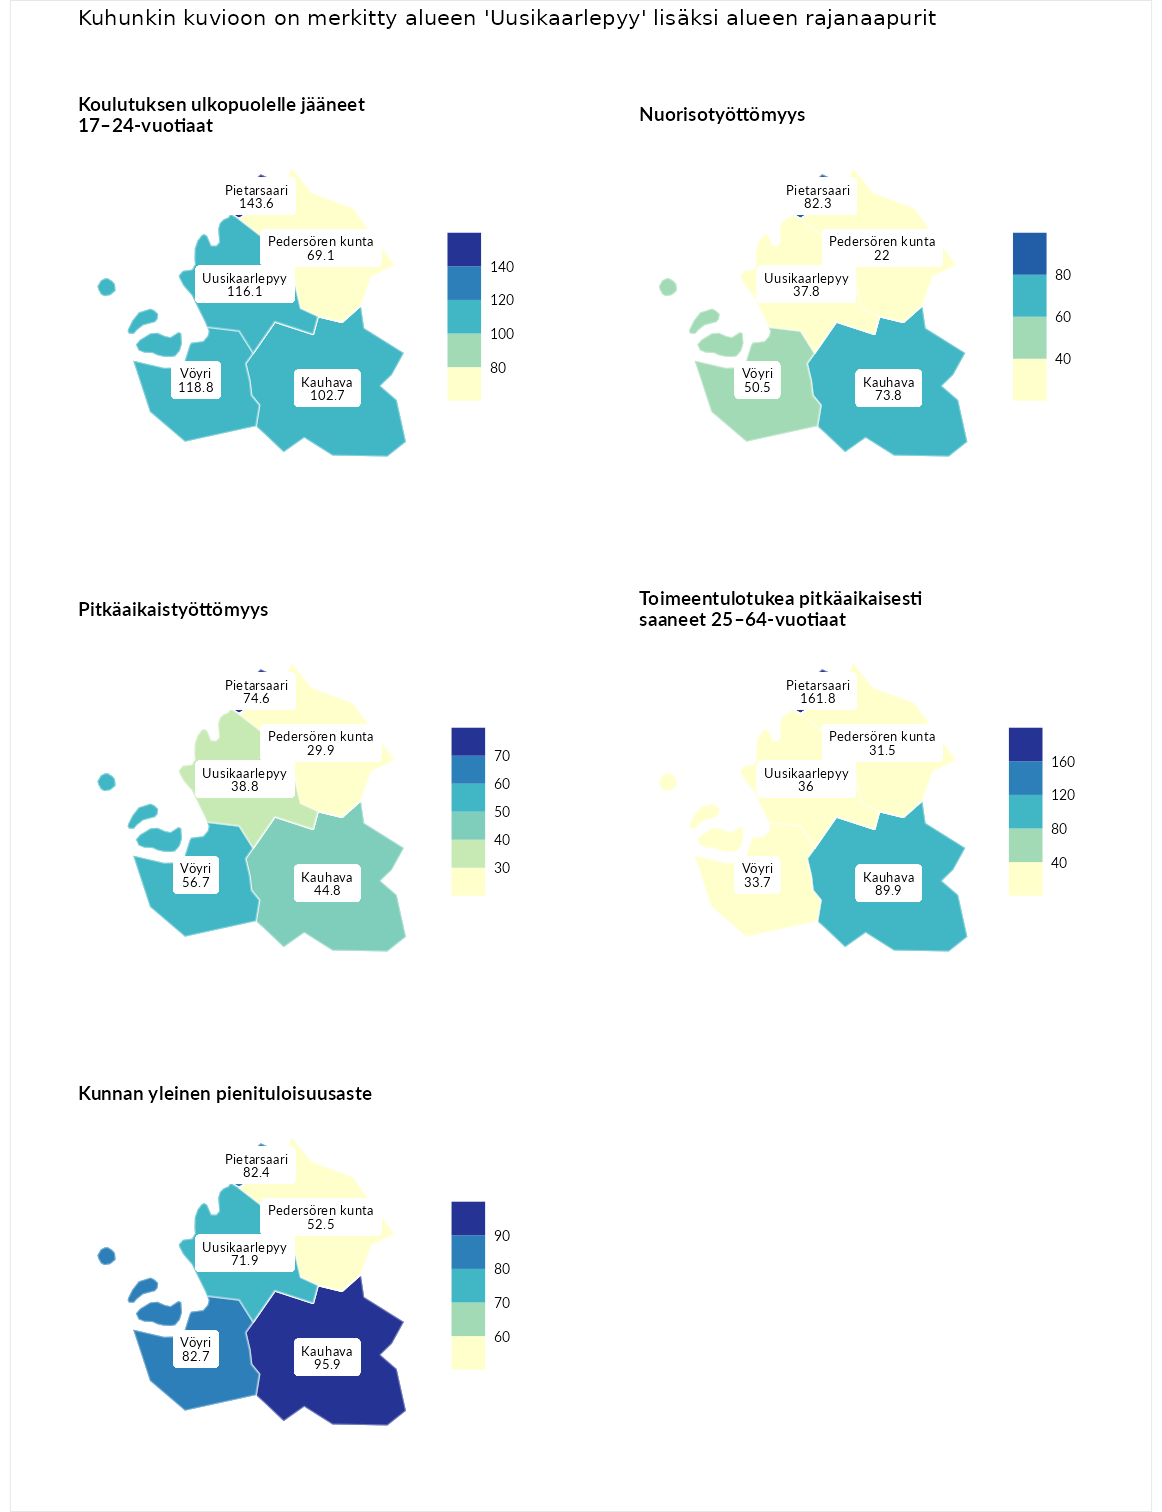 Kuhunkin kuvioon on merkitty alueen 'Uusikaarlepyy' lisäksi alueen rajanaapurit
Koulutuksen ulkopuolelle jääneet
17–24-vuotiaat
Pietarsaari
143.6
Pedersören kunta
69.1
Uusikaarlepyy
116.1
Vöyri
118.8
Kauhava
102.7
140
120
100
80
Nuorisotyöttömyys
Pietarsaari
82.3
Pedersören kunta
22
Uusikaarlepyy
37.8
Vöyri
50.5
Kauhava
73.8
80
60
40
Pitkäaikaistyöttömyys
Pietarsaari
74.6
Pedersören kunta
29.9
Uusikaarlepyy
38.8
Vöyri
56.7
Kauhava
44.8
70
60
50
40
30
Toimeentulotukea pitkäaikaisesti
saaneet 25–64-vuotiaat
Pietarsaari
161.8
Pedersören kunta
31.5
Uusikaarlepyy
36
Vöyri
33.7
Kauhava
89.9
160
120
80
40
Kunnan yleinen pienituloisuusaste
Pietarsaari
82.4
Pedersören kunta
52.5
Uusikaarlepyy
71.9
Vöyri
82.7
Kauhava
95.9
90
80
70
60